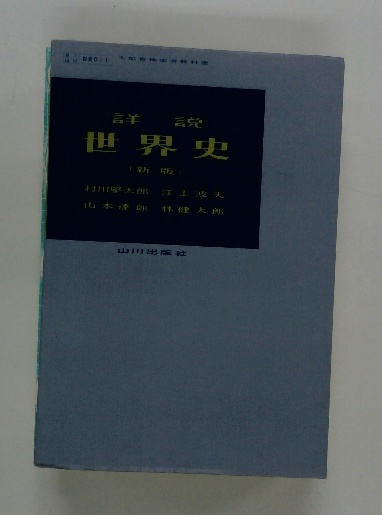 文部省検定済教科書
詳説
世界史
(新版)
村川堅太郎 江上波夫
山本達郎 林健太郎
山川出版社